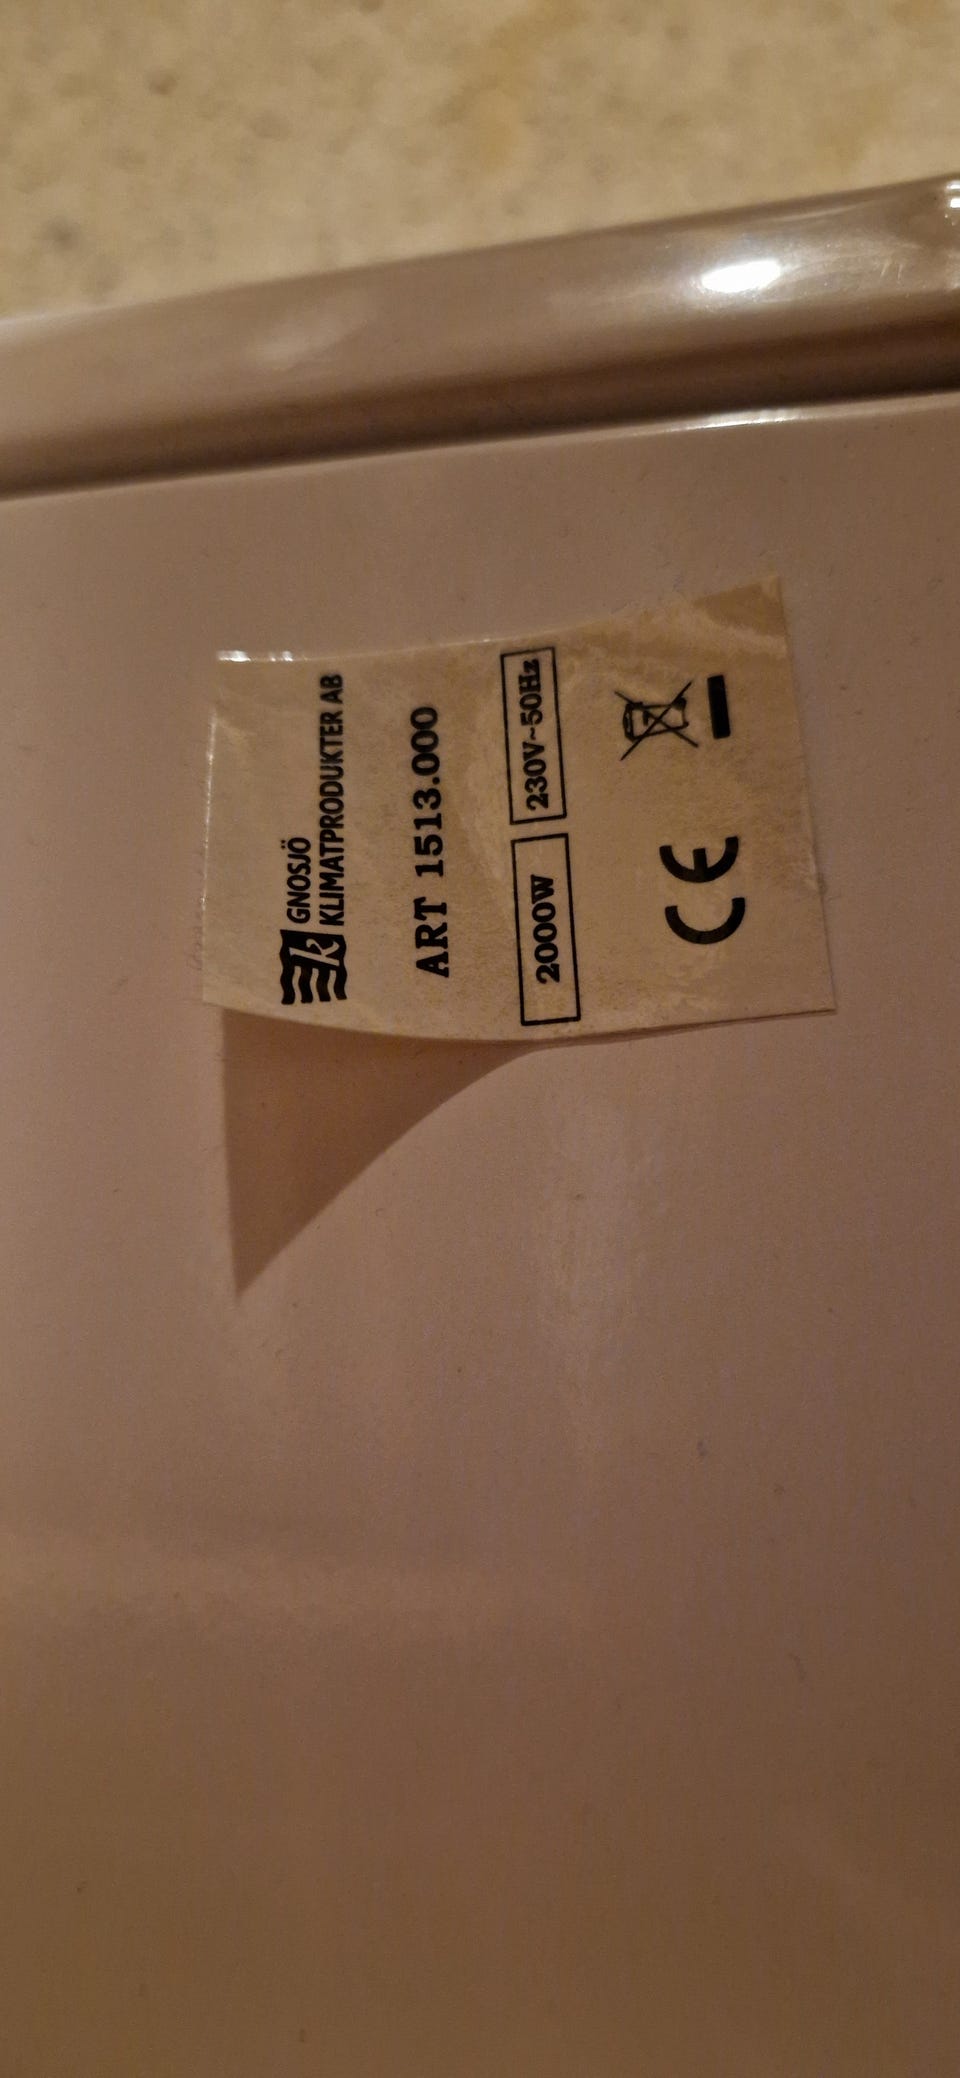 k GNOSJÖ
KLIMATPRODUKTER AB
ART 1513.000
2000W 230V~50Hz
CE